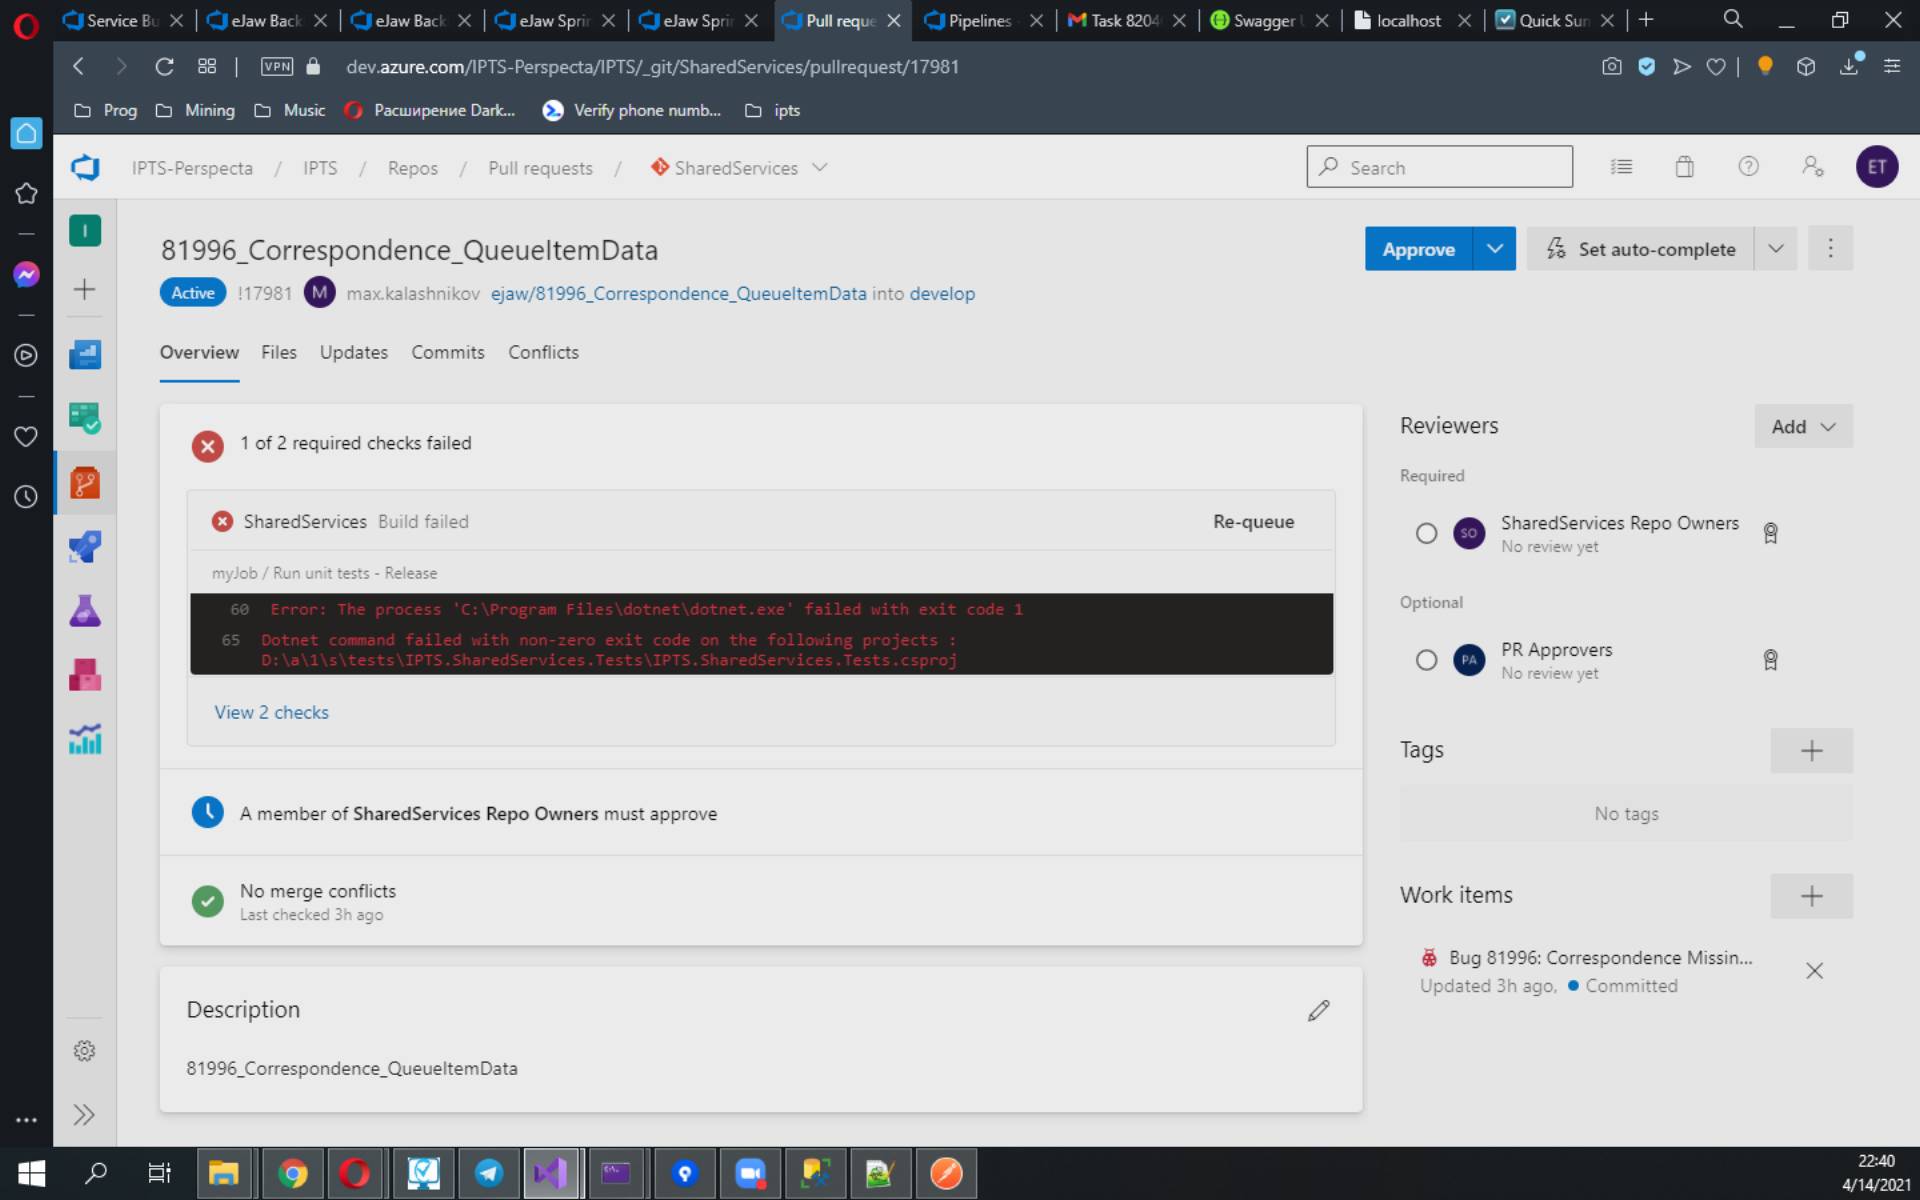 Service Bu
eJaw Back
eJaw Back
eJaw Sprin
eJaw Sprin
Pull reque
Pipelines
Task 8204
Swagger U
localhost
Quick Sum
VPN
dev.azure.com/IPTS-Perspecta/IPTS/_git/SharedServices/pullrequest/17981
Prog
Mining
Music
Расширение Dark...
Verify phone numb...
ipts
IPTS-Perspecta / IPTS / Repos / Pull requests / SharedServices
Search
ET
I
81996_Correspondence_QueueItemData
Approve
Set auto-complete
Active !17981 M max.kalashnikov ejaw/81996_Correspondence_QueueItemData into develop
Overview Files Updates Commits Conflicts
1 of 2 required checks failed
SharedServices Build failed
Re-queue
myJob / Run unit tests - Release
60 Error: The process 'C:\Program Files\dotnet\dotnet.exe' failed with exit code 1
65 Dotnet command failed with non-zero exit code on the following projects :
D:\a\1\s\tests\IPTS.SharedServices.Tests\IPTS.SharedServices.Tests.csproj
View 2 checks
A member of SharedServices Repo Owners must approve
No merge conflicts
Last checked 3h ago
Description
81996_Correspondence_QueueItemData
Reviewers
Add
Required
SO
SharedServices Repo Owners
No review yet
Optional
PA
PR Approvers
No review yet
Tags
No tags
Work items
Bug 81996: Correspondence Missin...
Updated 3h ago, Committed
22:40
4/14/2021